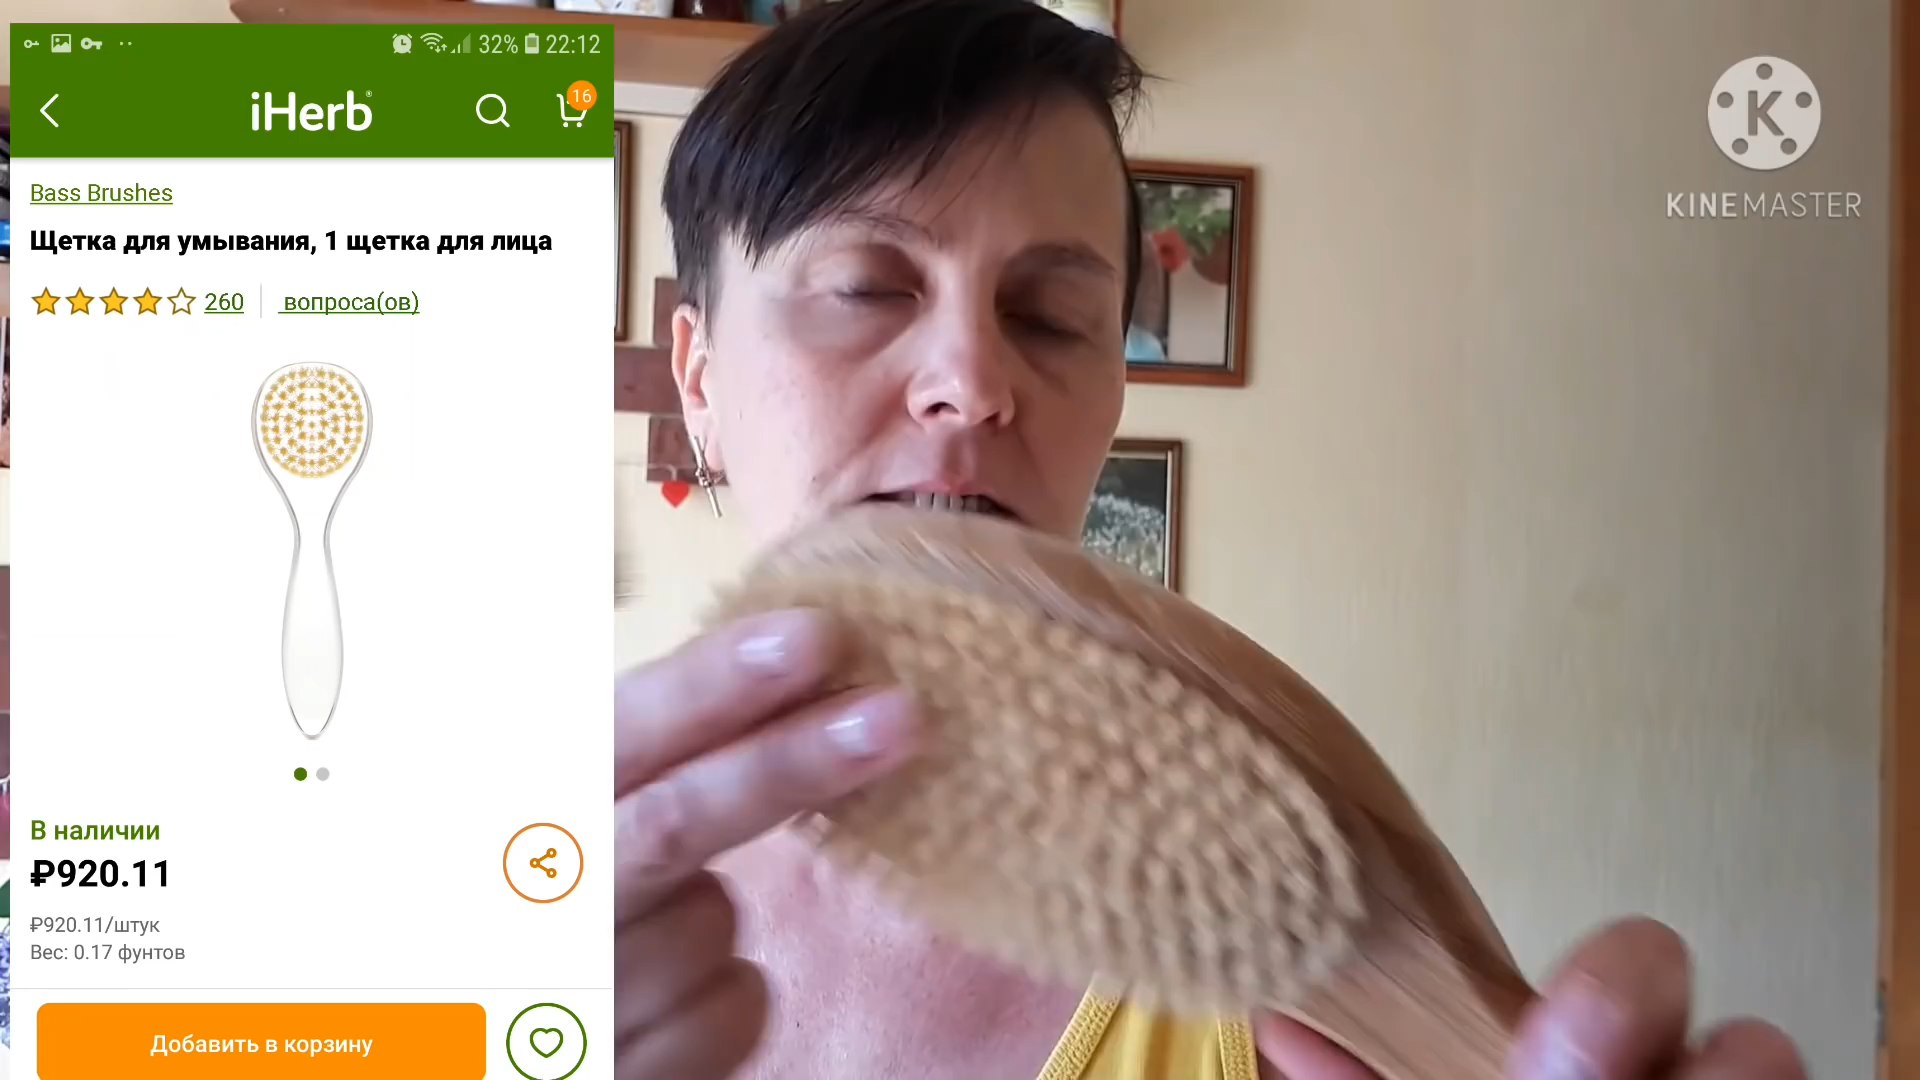 32% 22:12
iHerb
16
Bass Brushes
Щетка для умывания, 1 щетка для лица
260 вопроса(ов)
В наличии
₽920.11
₽920.11/штук
Вес: 0.17 фунтов
Добавить в корзину
K
KINEMASTER